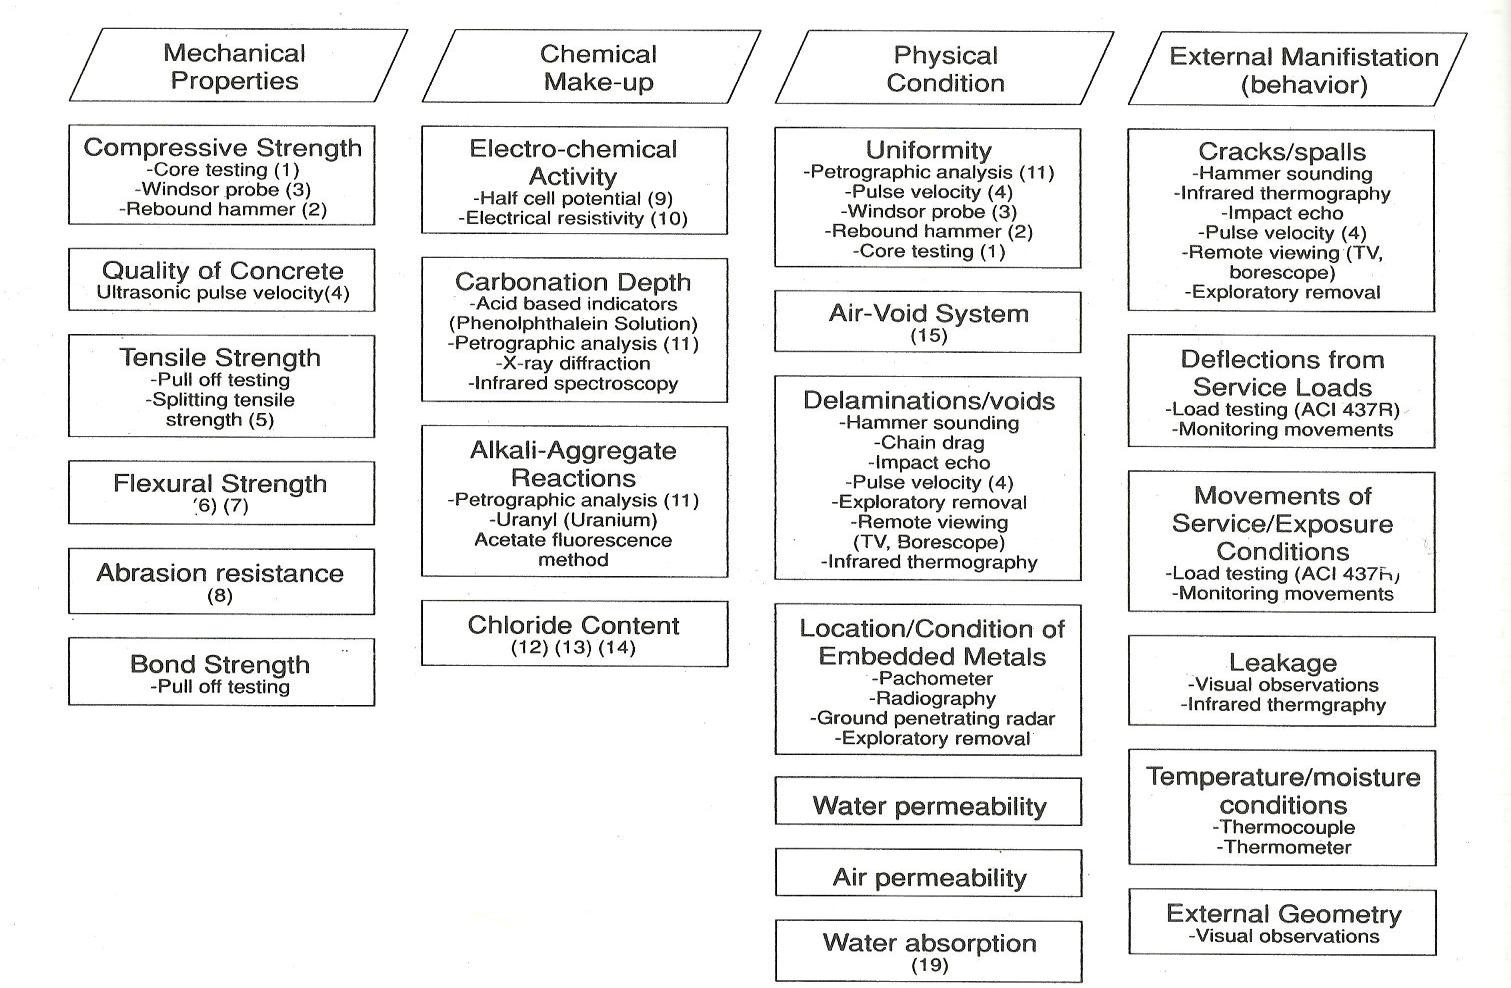 Mechanical
Properties
Compressive Strength
-Core testing (1)
-Windsor probe (3)
-Rebound hammer (2)
Quality of Concrete
Ultrasonic pulse velocity(4)
Tensile Strength
-Pull off testing
-Splitting tensile
strength (5)
Flexural Strength
'6) (7)
Abrasion resistance
(8)
Bond Strength
-Pull off testing
Chemical
Make-up
Electro-chemical
Activity
-Half cell potential (9)
-Electrical resistivity (10)
Carbonation Depth
-Acid based indicators
(Phenolphthalein Solution)
-Petrographic analysis (11)
-X-ray diffraction
-Infrared spectroscopy
Alkali-Aggregate
Reactions
-Petrographic analysis (11)
-Uranyl (Uranium)
Acetate fluorescence
method
Chloride Content
(12) (13) (14)
Physical
Condition
Uniformity
-Petrographic analysis (11)
-Pulse velocity (4)
-Windsor probe (3)
-Rebound hammer (2)
-Core testing (1)
Air-Void System
(15)
Delaminations/voids
-Hammer sounding
-Chain drag
-Impact echo
-Pulse velocity (4)
-Exploratory removal
-Remote viewing
(TV, Borescope)
-Infrared thermography
Location/Condition of
Embedded Metals
-Pachometer
-Radiography
-Ground penetrating radar
-Exploratory removal
Water permeability
Air permeability
Water absorption
(19)
External Manifistation
(behavior)
Cracks/spalls
-Hammer sounding
-Infrared thermography
-Impact echo
-Pulse velocity (4)
-Remote viewing (TV,
borescope)
-Exploratory removal
Deflections from
Service Loads
-Load testing (ACI 437R)
-Monitoring movements
Movements of
Service/Exposure
Conditions
-Load testing (ACI 437R)
-Monitoring movements
Leakage
-Visual observations
-Infrared thermgraphy
Temperature/moisture
conditions
-Thermocouple
-Thermometer
External Geometry
-Visual observations